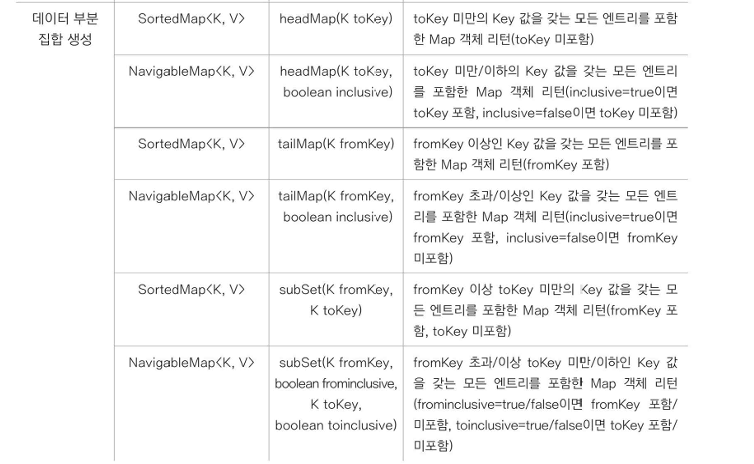 데이터 부분
집합 생성
SortedMap<K, V>
headMap(K toKey)
toKey 미만의 Key 값을 갖는 모든 엔트리를 포함
한 Map 객체 리턴(toKey 미포함)
NavigableMap<K, V>
headMap(K toKey,
boolean inclusive)
toKey 미만/이하의 Key 값을 갖는 모든 엔트리
를 포함한 Map 객체 리턴(inclusive=true이면
toKey 포함, inclusive=false이면 toKey 미포함)
SortedMap<K, V>
tailMap(K fromKey)
fromKey 이상인 Key 값을 갖는 모든 엔트리를 포
함한 Map 객체 리턴(fromKey 포함)
NavigableMap<K, V>
tailMap(K fromKey,
boolean inclusive)
fromKey 초과/이상인 Key 값을 갖는 모든 엔트
리를 포함한 Map 객체 리턴(inclusive=true이면
fromKey 포함, inclusive=false이면 fromKey
미포함)
SortedMap<K, V>
subSet(K fromKey,
K toKey)
fromKey 이상 toKey 미만의 Key 값을 갖는 모
든 엔트리를 포함한 Map 객체 리턴(fromKey 포
함, toKey 미포함)
NavigableMap<K, V>
subSet(K fromKey,
boolean frominclusive,
K toKey,
boolean toinclusive)
fromKey 초과/이상 toKey 미만/이하인 Key 값
을 갖는 모든 엔트리를 포함한 Map 객체 리턴
(frominclusive=true/false이면 fromKey 포함/
미포함, toinclusive=true/false이면 toKey 포함/
미포함)